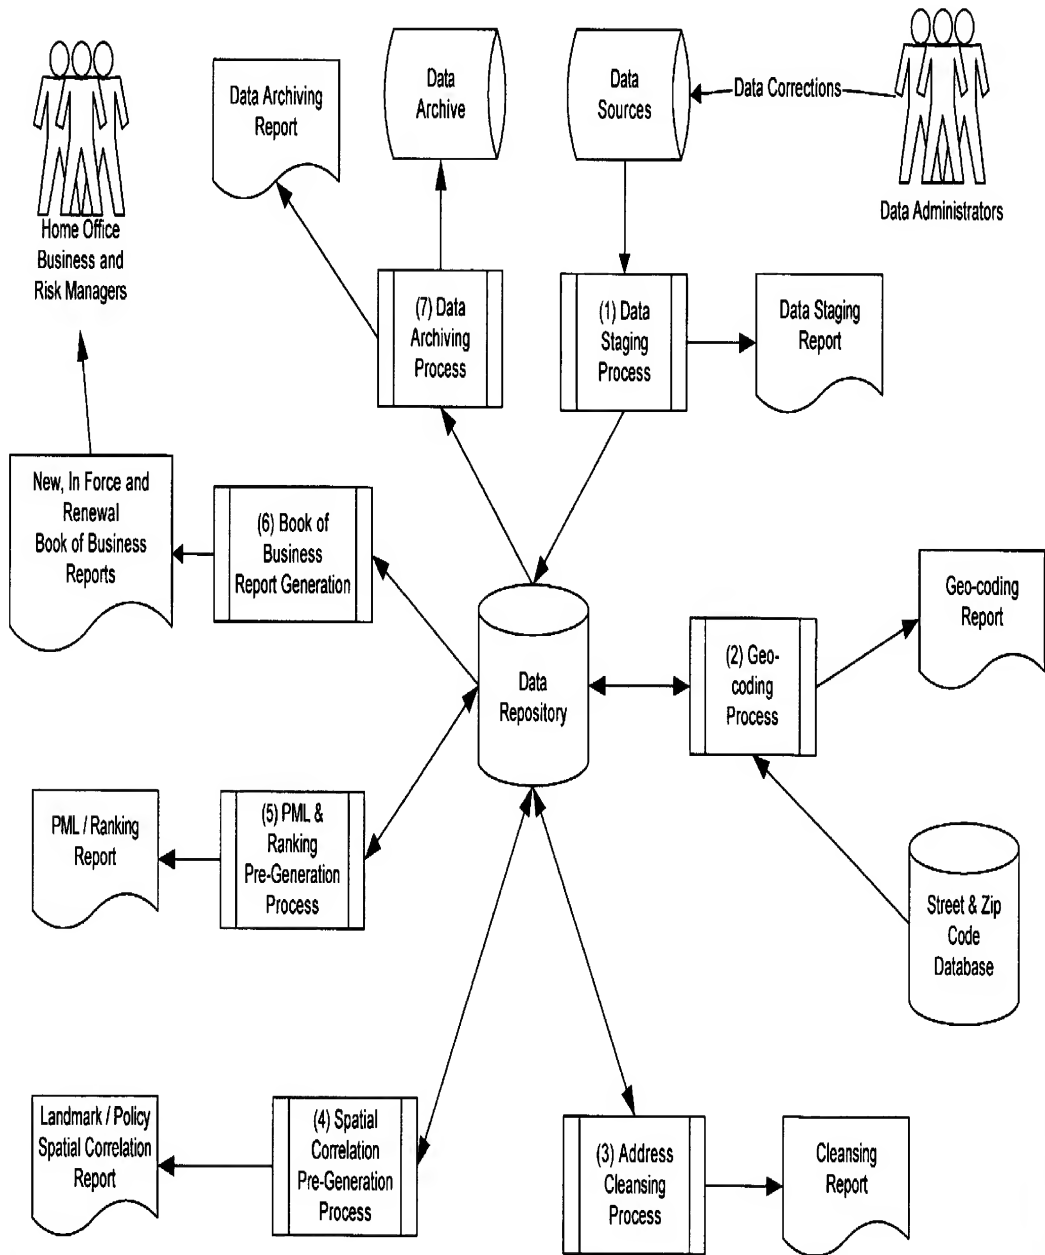 Data Archiving
Report
Data
Archive
Data
Sources
Data Corrections
Data Administrators
Home Office
Business and
Risk Managers
(7) Data
Archiving
Process
(1) Data
Staging
Process
Data Staging
Report
New, In Force and
Renewal
Book of Business
Reports
(6) Book of
Business
Report Generation
Data
Repository
(2) Geo-
coding
Process
Geo-coding
Report
PML / Ranking
Report
(5) PML &
Ranking
Pre-Generation
Process
Street & Zip
Code
Database
Landmark / Policy
Spatial Correlation
Report
(4) Spatial
Correlation
Pre-Generation
Process
(3) Address
Cleansing
Process
Cleansing
Report